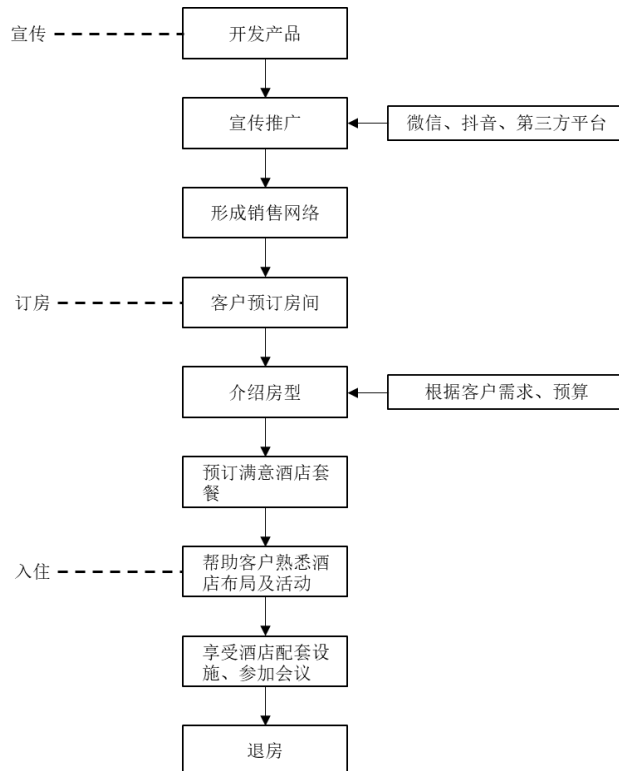 宣传
开发产品
宣传推广
微信、抖音、第三方平台
形成销售网络
订房
客户预订房间
介绍房型
根据客户需求、预算
预订满意酒店套
餐
入住
帮助客户熟悉酒
店布局及活动
享受酒店配套设
施、参加会议
退房